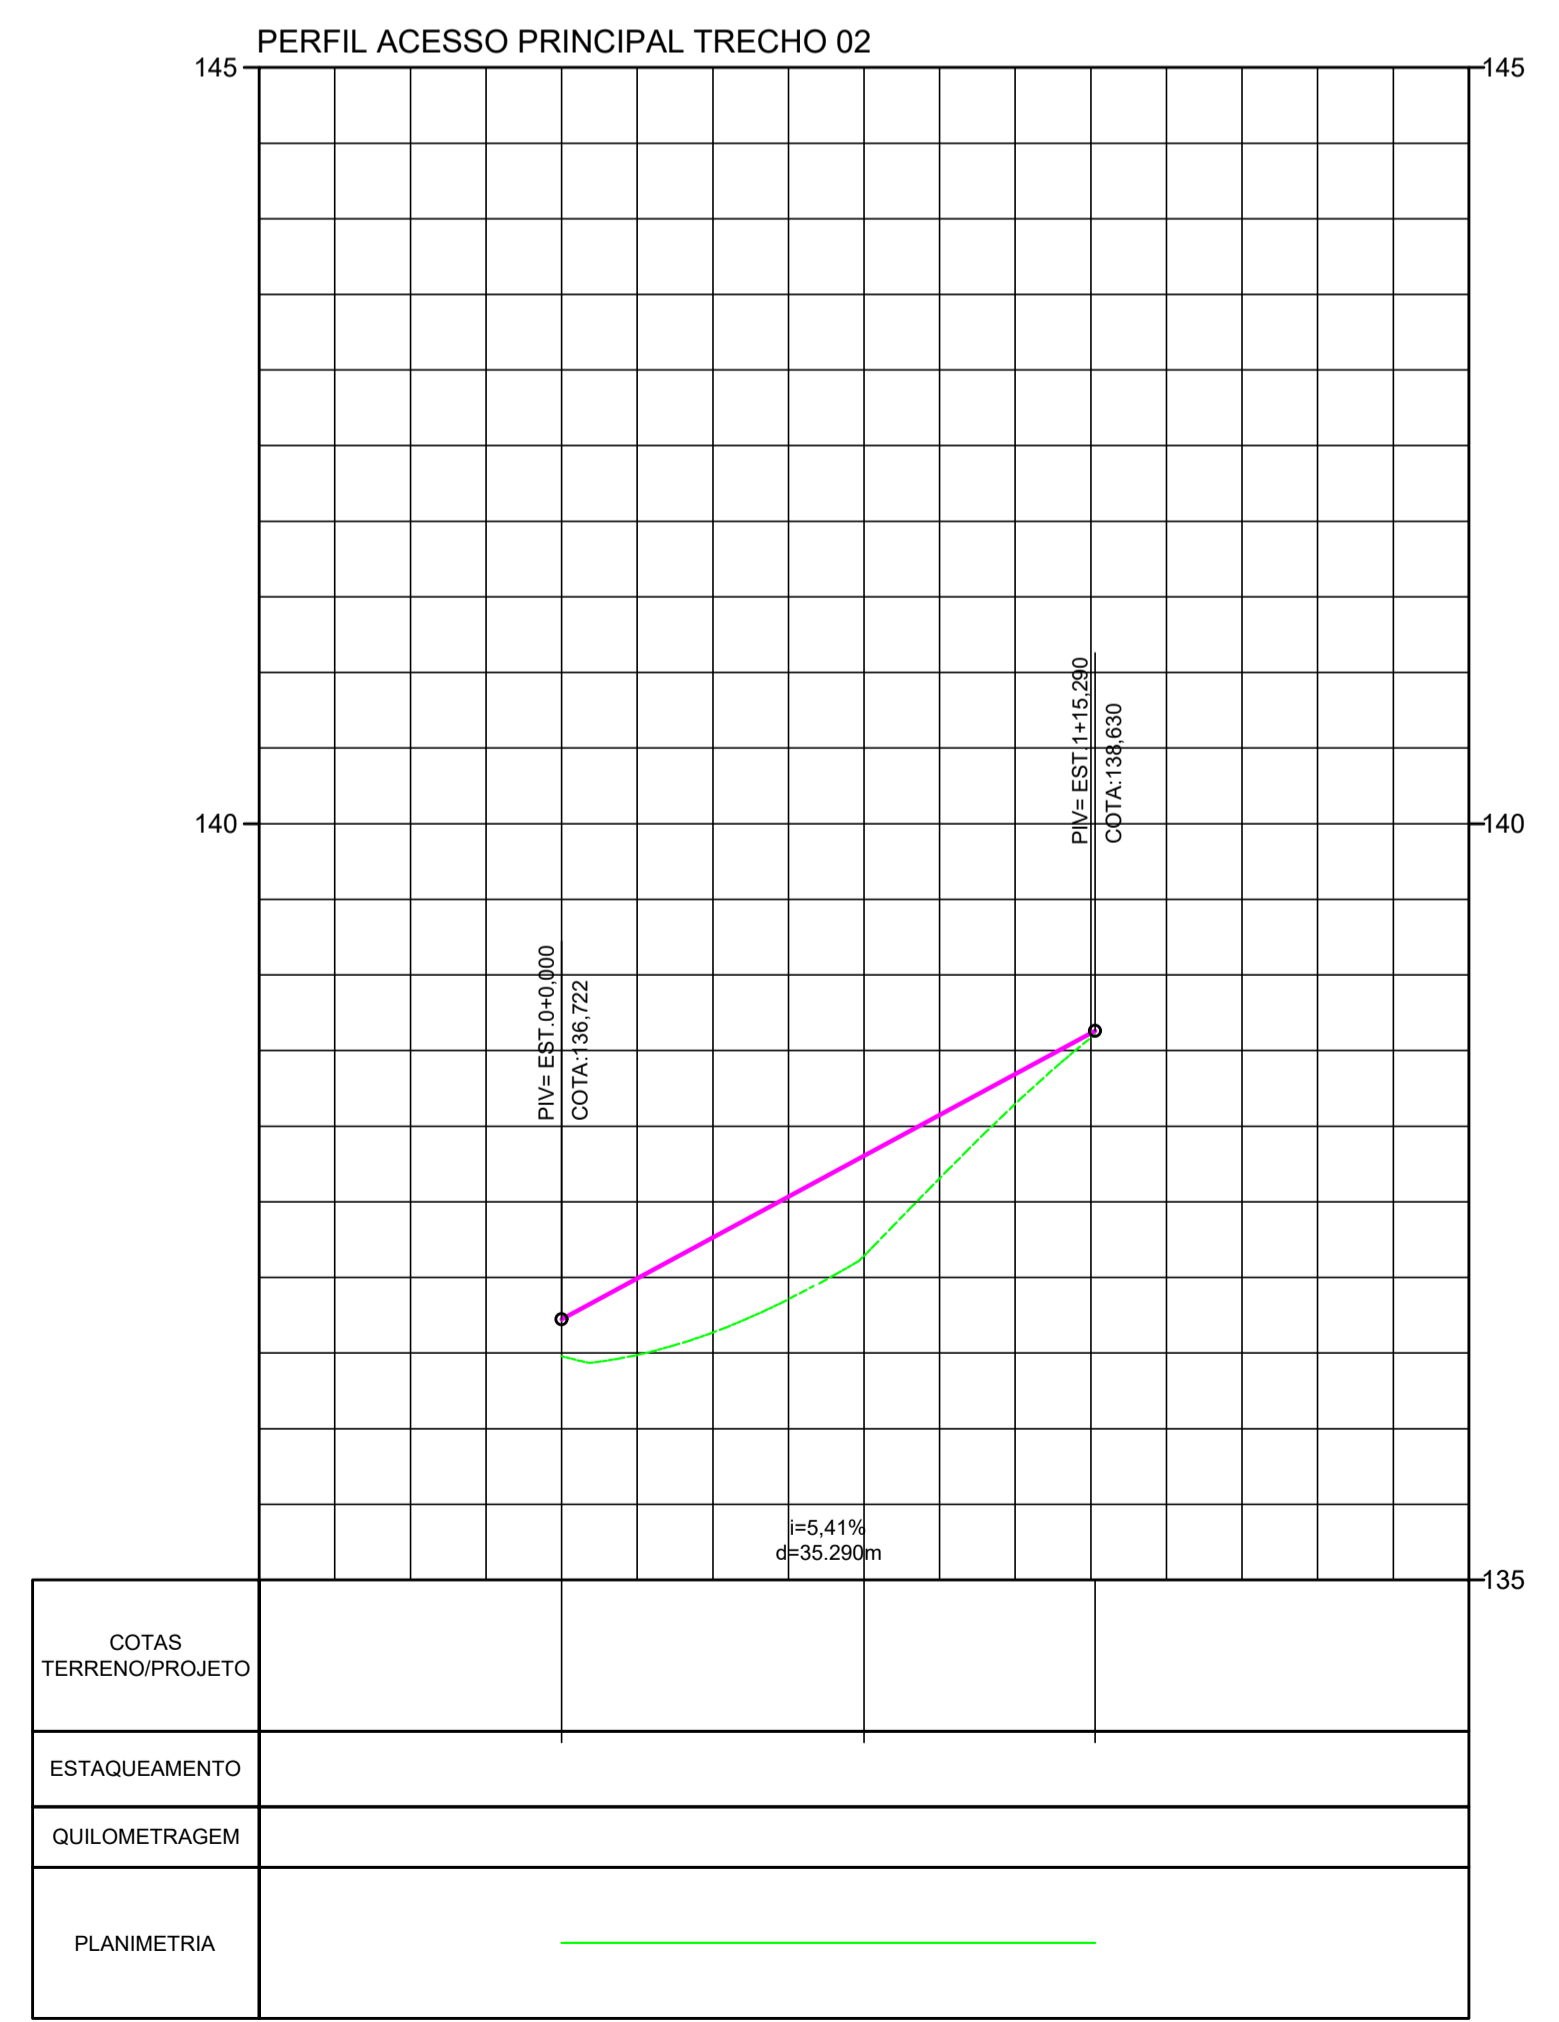 PERFIL ACESSO PRINCIPAL TRECHO 02
145
145
PIV= EST.1+15,290
COTA:138,630
140
140
PIV= EST.0+0,000
COTA:136,722
i=5,41%
d=35.290m
135
COTAS
TERRENO/PROJETO
ESTAQUEAMENTO
QUILOMETRAGEM
PLANIMETRIA